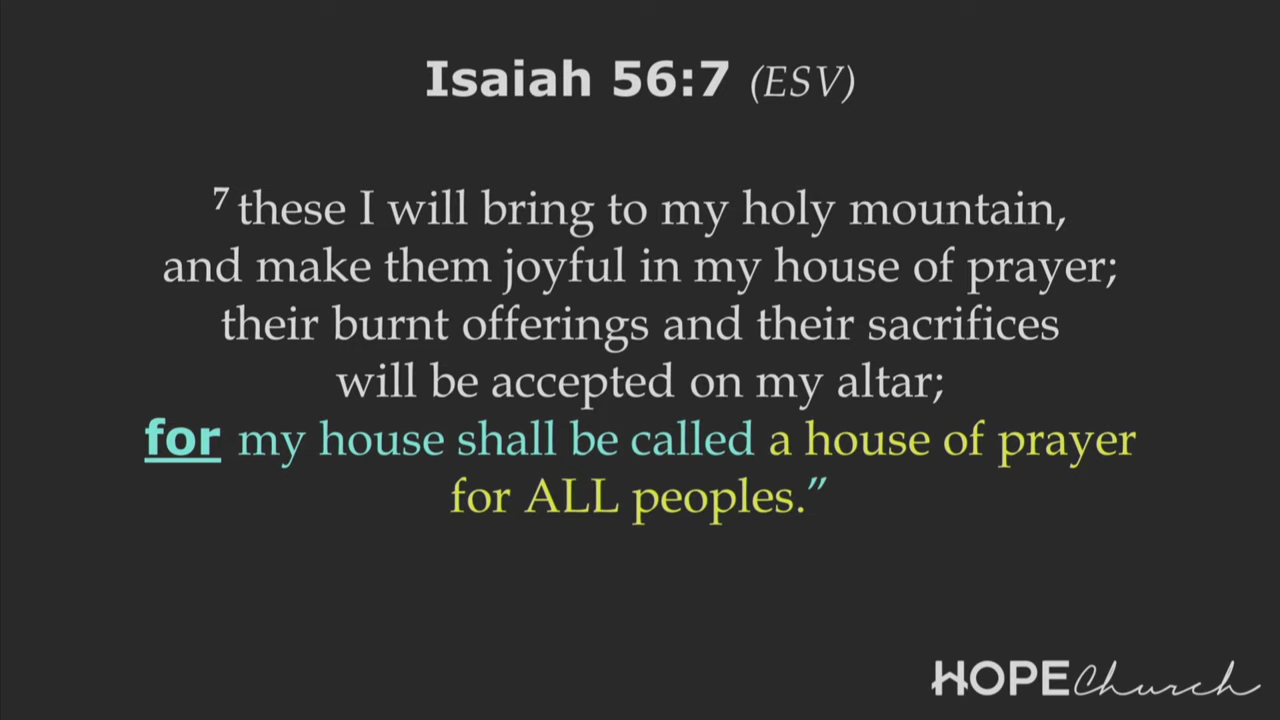 Isaiah 56:7 (ESV)
7 these I will bring to my holy mountain,
and make them joyful in my house of prayer;
their burnt offerings and their sacrifices
will be accepted on my altar;
for my house shall be called a house of prayer
for ALL peoples.”
HOPE Church